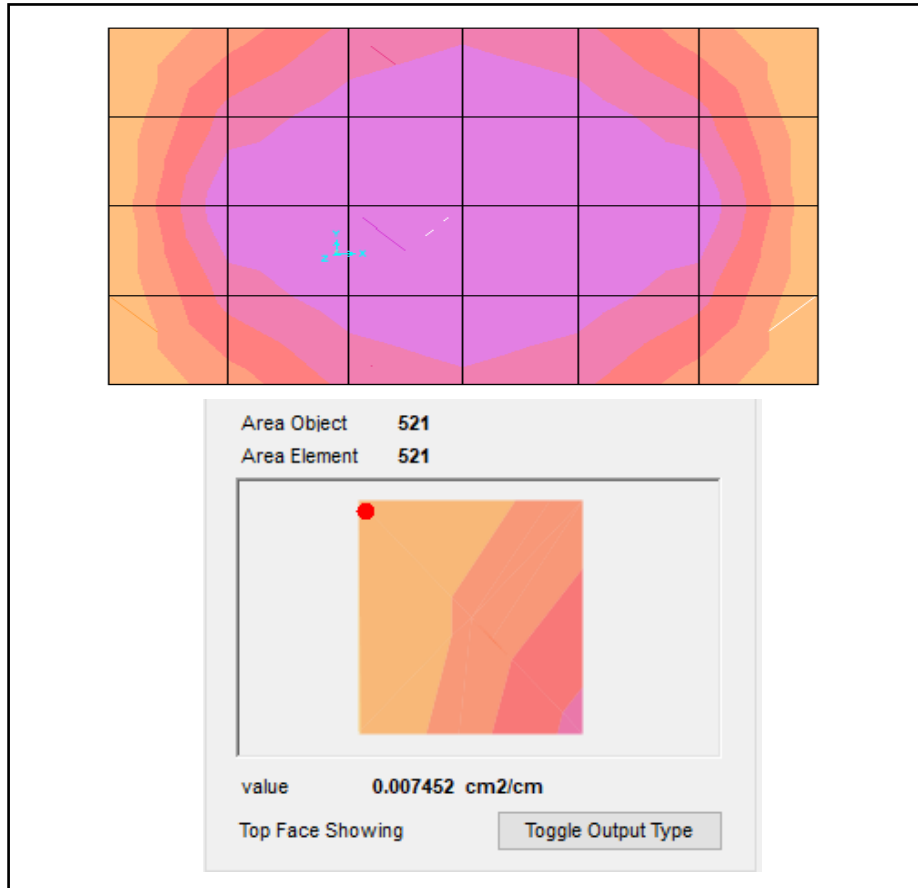 Area Object 521
Area Element 521
value 0.007452 cm2/cm
Top Face Showing Toggle Output Type